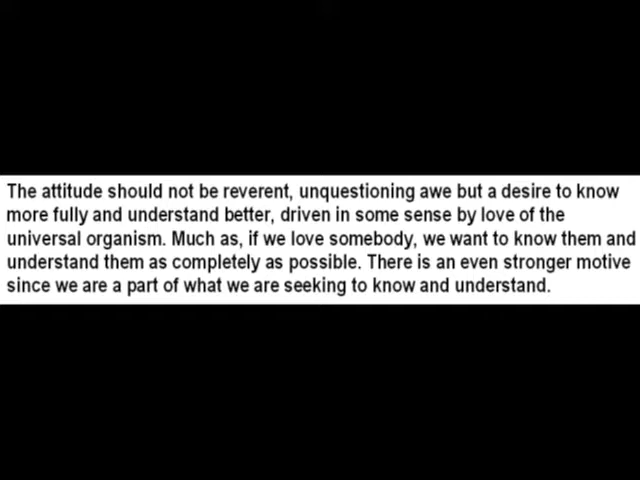 The attitude should not be reverent, unquestioning awe but a desire to know
more fully and understand better, driven in some sense by love of the
universal organism. Much as, if we love somebody, we want to know them and
understand them as completely as possible. There is an even stronger motive
since we are a part of what we are seeking to know and understand.